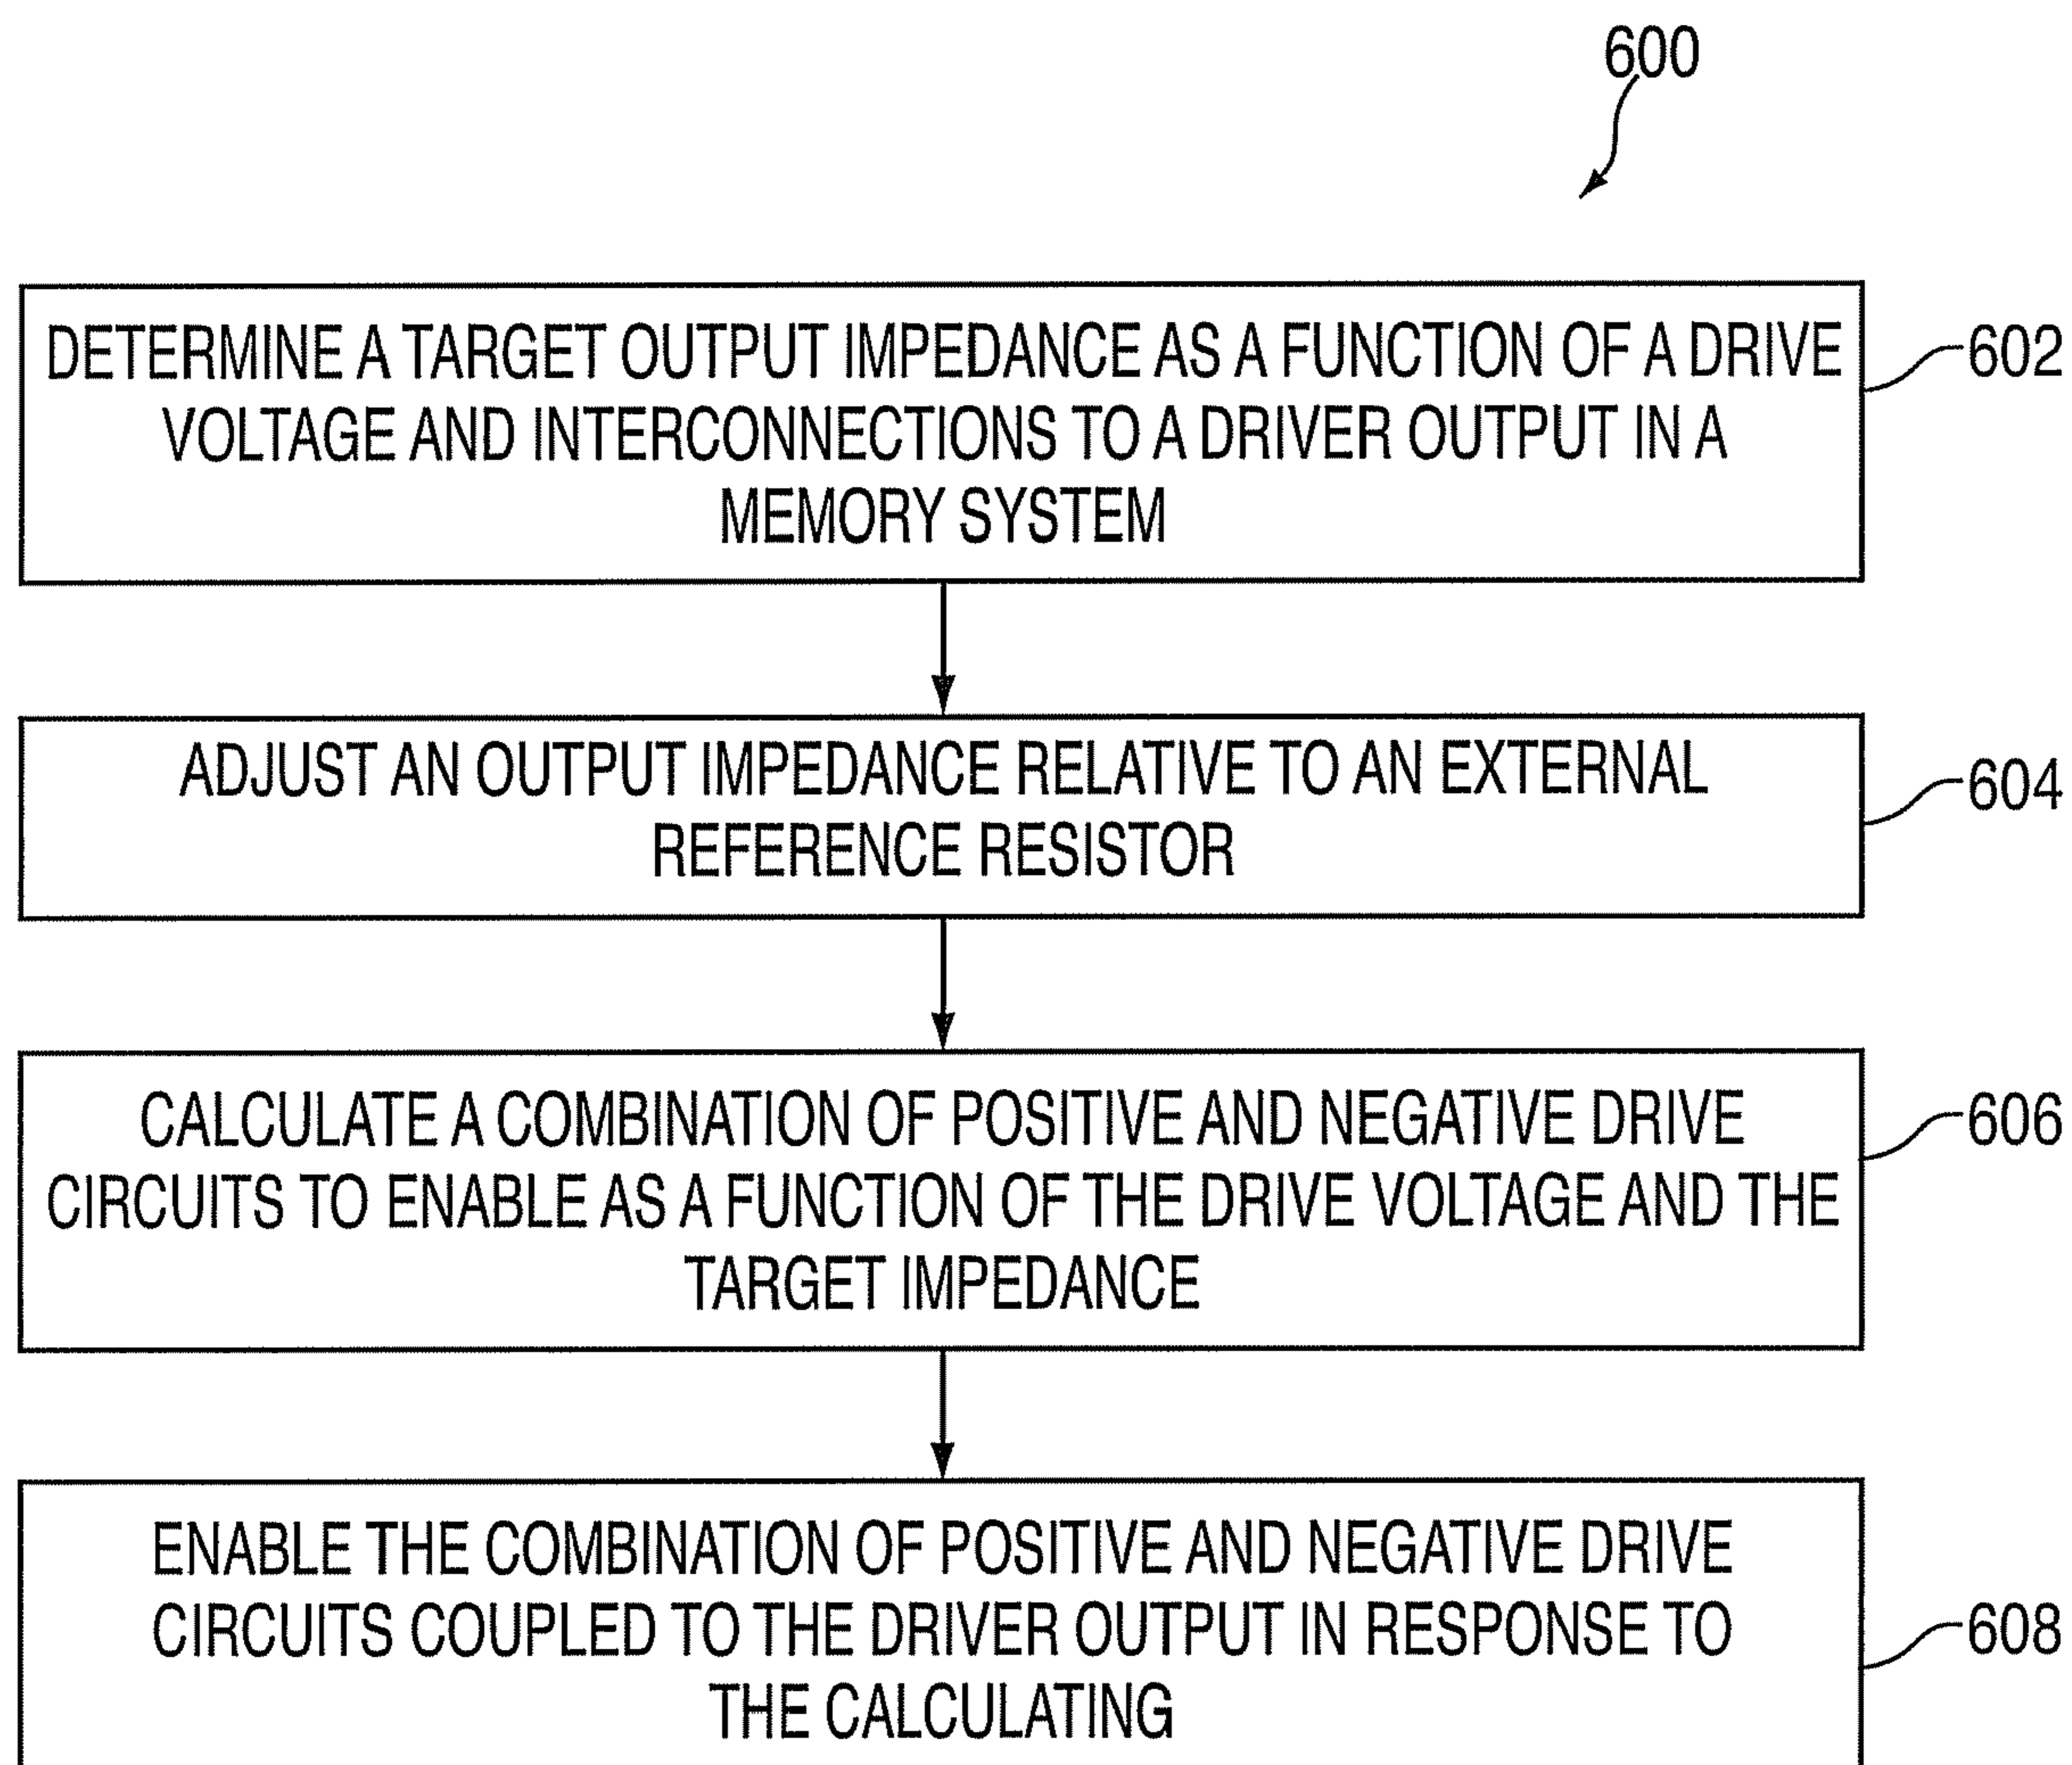 600
DETERMINE A TARGET OUTPUT IMPEDANCE AS A FUNCTION OF A DRIVE
VOLTAGE AND INTERCONNECTIONS TO A DRIVER OUTPUT IN A
MEMORY SYSTEM
602
ADJUST AN OUTPUT IMPEDANCE RELATIVE TO AN EXTERNAL
REFERENCE RESISTOR
604
CALCULATE A COMBINATION OF POSITIVE AND NEGATIVE DRIVE
CIRCUITS TO ENABLE AS A FUNCTION OF THE DRIVE VOLTAGE AND THE
TARGET IMPEDANCE
606
ENABLE THE COMBINATION OF POSITIVE AND NEGATIVE DRIVE
CIRCUITS COUPLED TO THE DRIVER OUTPUT IN RESPONSE TO
THE CALCULATING
608